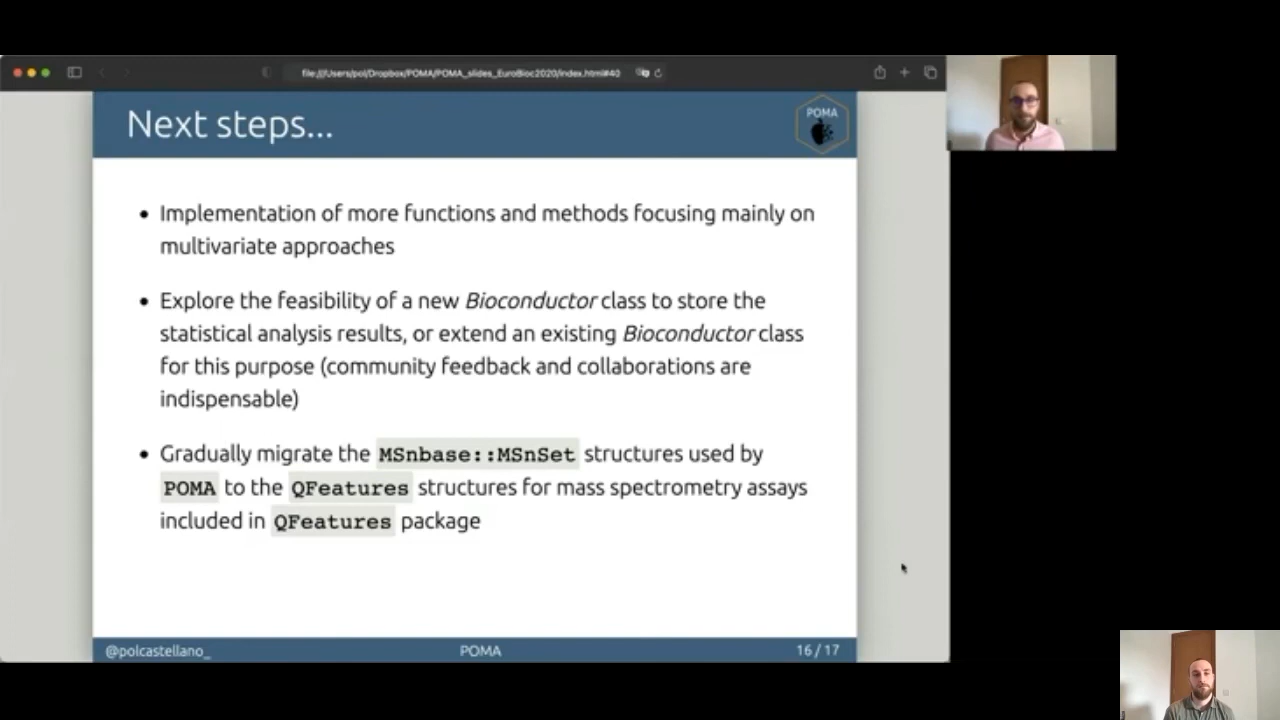 file:///Users/pol/Dropbox/POMA/POMA_slides_EuroBioc2020/index.html#40
Next steps...
POMA
• Implementation of more functions and methods focusing mainly on
multivariate approaches
• Explore the feasibility of a new Bioconductor class to store the
statistical analysis results, or extend an existing Bioconductor class
for this purpose (community feedback and collaborations are
indispensable)
• Gradually migrate the MSnbase::MSnSet structures used by
POMA to the QFeatures structures for mass spectrometry assays
included in QFeatures package
@polcastellano_
POMA
16 / 17